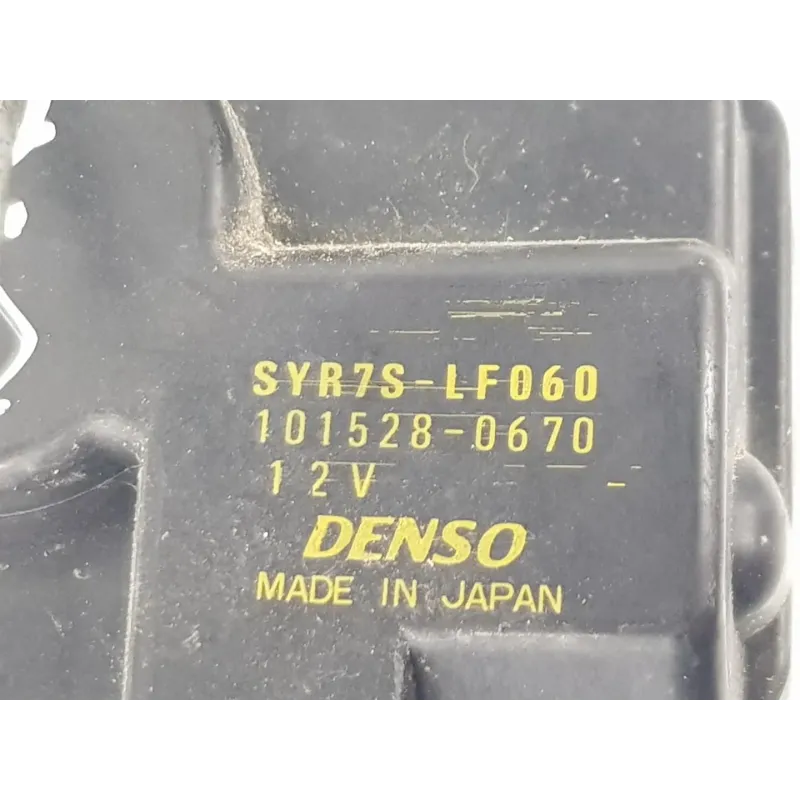 SYR7S-LF060
101528-0670
12V -
DENSO
MADE IN JAPAN